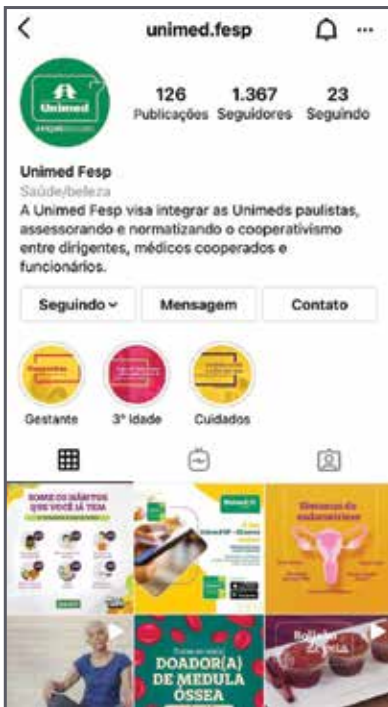 unimed.fesp
Unimed
126
1.367
23
Publicações Seguidores Seguindo
Unimed Fesp
Saúde/beleza
A Unimed Fesp visa integrar as Unimeds paulistas,
assessorando e normatizando o cooperativismo
entre dirigentes, médicos cooperados e
funcionários.
Seguindo
Mensagem
Contato
Gestante
3ª Idade
Cuidados
SOME OS HÁBITOS
QUE VOCÊ JÁ TEM
Sintomas da
endometriose
DOADOR(A)
DE MEDULA
ÓSSEA